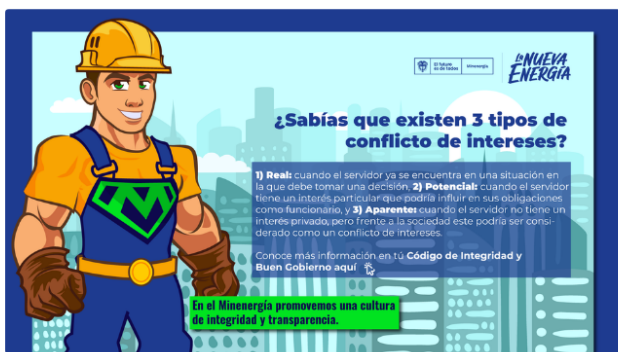 El futuro
es de todos
Minenergía
La NUEVA
ENERGÍA
¿Sabías que existen 3 tipos de
conflicto de intereses?
1) Real: cuando el servidor ya se encuentra en una situación en
la que debe tomar una decisión, 2) Potencial: cuando el servidor
tiene un interés particular que podría influir en sus obligaciones
como funcionario, y 3) Aparente: cuando el servidor no tiene un
interés privado, pero frente a la sociedad este podría ser consi-
derado como un conflicto de intereses.
Conoce más información en tú Código de Integridad y
Buen Gobierno aquí
M
En el Minenergía promovemos una cultura
de integridad y transparencia.